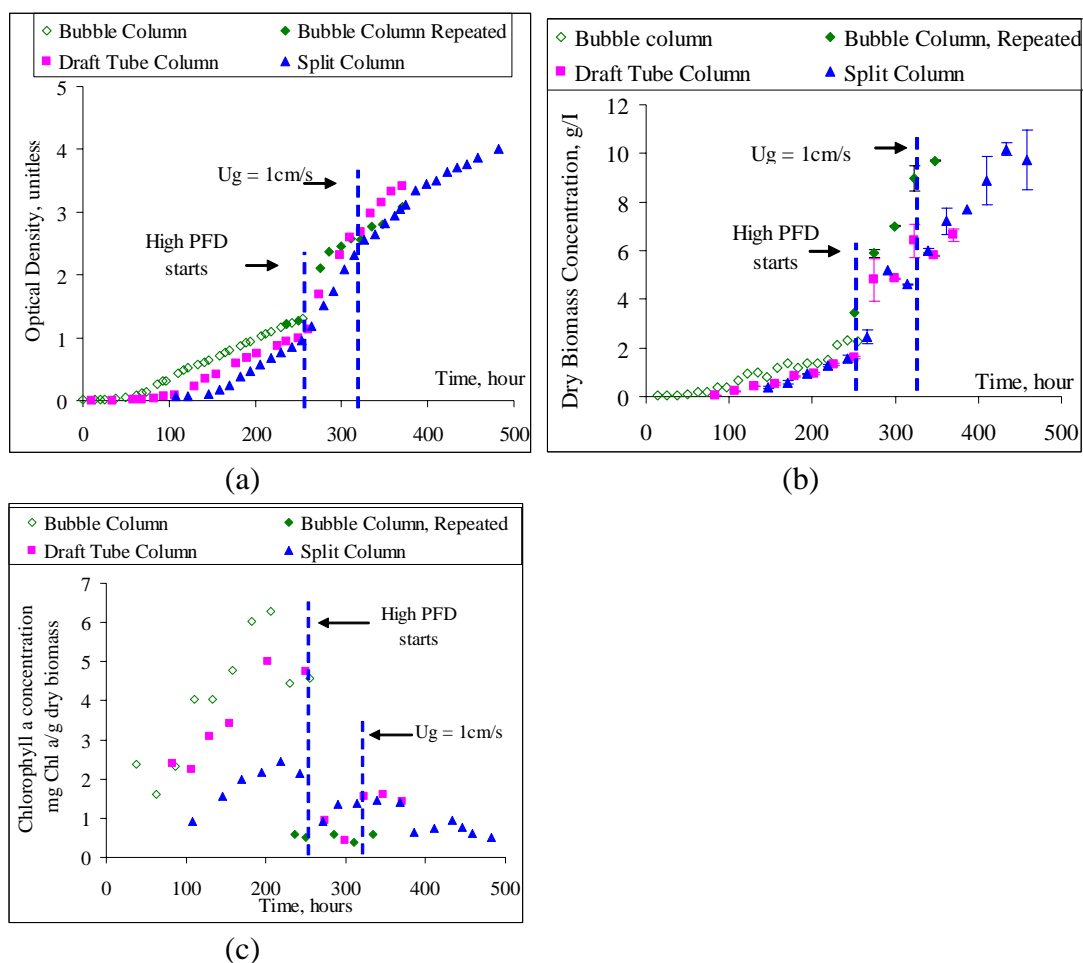 Bubble Column
Bubble Column Repeated
Draft Tube Column
Split Column
5
4
3
2
1
0
Optical Density, unitless
Ug = 1cm/s
High PFD
starts
Time, hour
0 100 200 300 400 500
(a)
Bubble column
Bubble Column, Repeated
Draft Tube Column
Split Column
12
10
8
6
4
2
0
Dry Biomass Concentration, g/l
Ug = 1cm/s
High PFD
starts
Time, hour
0 100 200 300 400 500
(b)
Bubble Column
Bubble Column, Repeated
Draft Tube Column
Split Column
7
6
5
4
3
2
1
0
Chlorophyll a concentration
mg Chl a/g dry biomass
High PFD
starts
Ug = 1cm/s
0 100 200 300 400 500
Time, hours
(c)